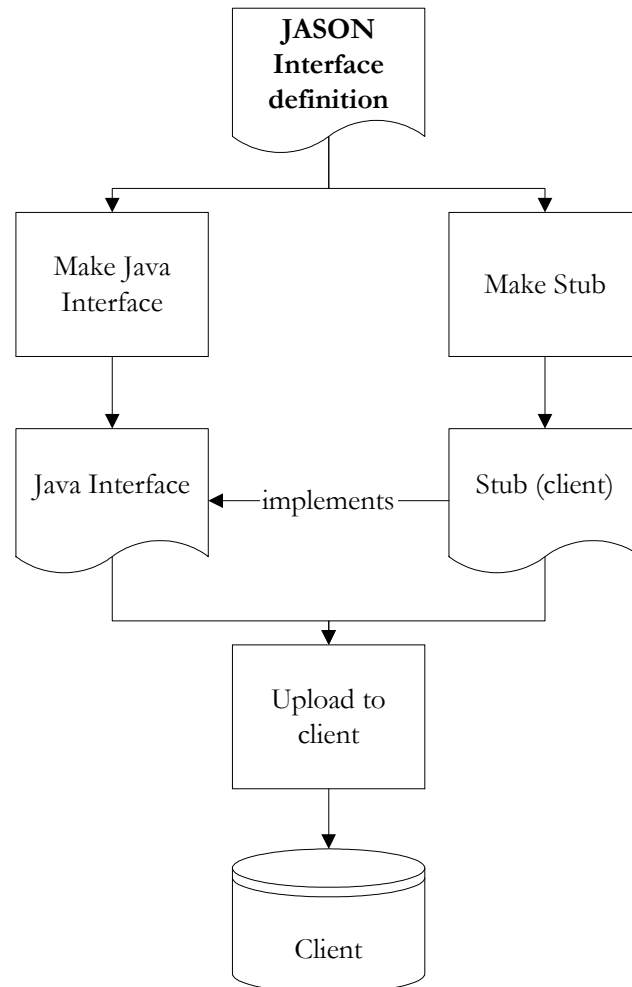 JASON
Interface
definition
Make Java
Interface
Make Stub
Java Interface
implements
Stub (client)
Upload to
client
Client